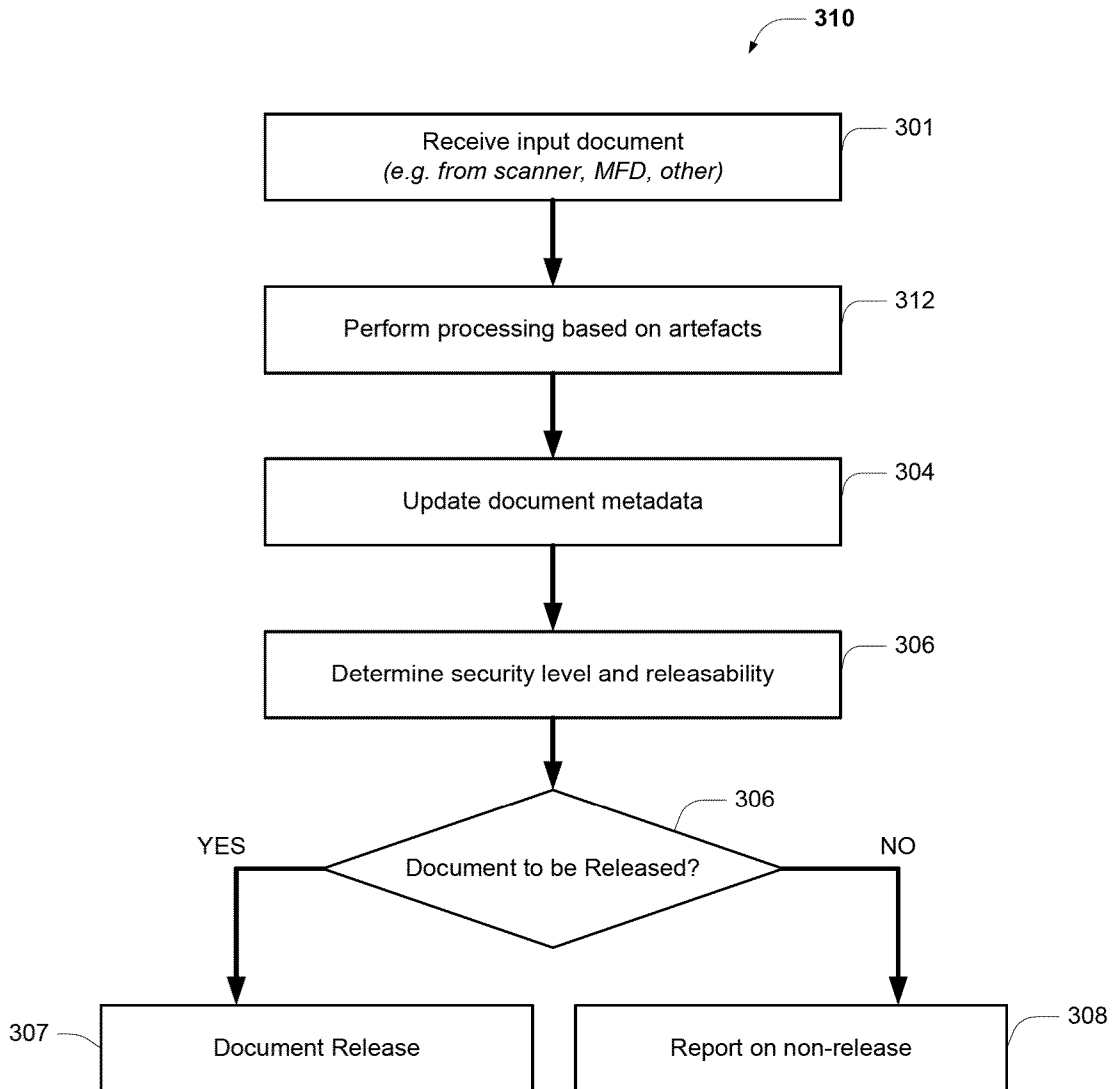 310
Receive input document
(e.g. from scanner, MFD, other)
301
Perform processing based on artefacts
312
Update document metadata
304
Determine security level and releasability
306
306
YES
Document to be Released?
NO
307
Document Release
Report on non-release
308